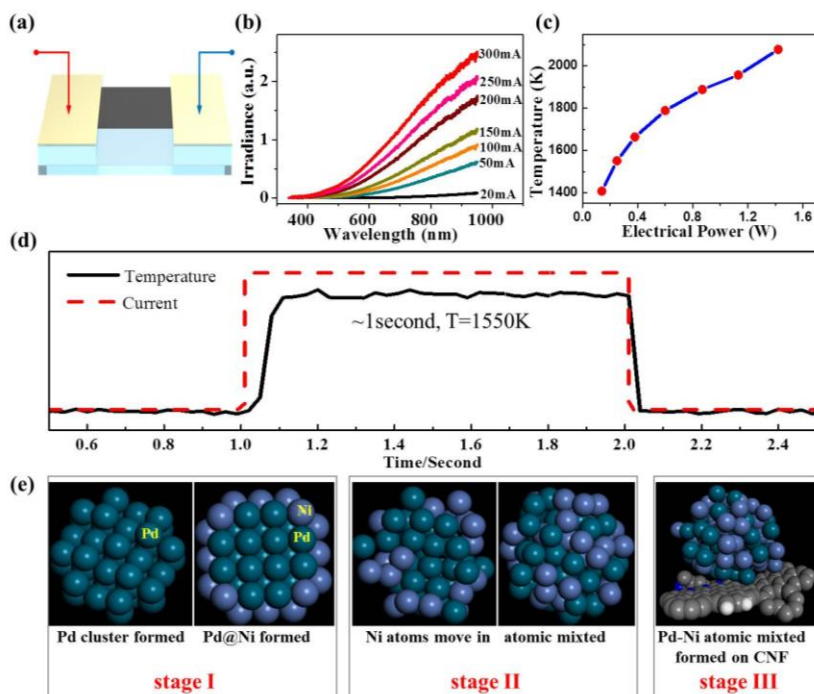 (a)
(b)
Irradiance (a.u.)
2
1
0
300mA
250mA
200mA
150mA
100mA
50mA
20mA
400
600
800
1000
Wavelength (nm)
(c)
Temperature (K)
2000
1800
1600
1400
0.0
0.4
0.8
1.2
1.6
Electrical Power (W)
(d)
Temperature
Current
~1second, T=1550K
0.6
0.8
1.0
1.2
1.4
1.6
1.8
2.0
2.2
2.4
Time/Second
(e)
Pd
Ni
Pd
Pd cluster formed
Pd@Ni formed
Ni atoms move in
atomic mixted
Pd-Ni atomic mixted
formed on CNF
stage I
stage II
stage III